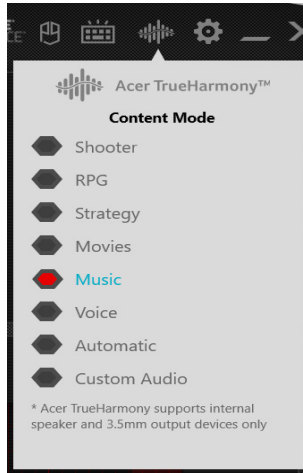 CE
Acer TrueHarmony™
Content Mode
Shooter
RPG
Strategy
Movies
Music
Voice
Automatic
Custom Audio
* Acer TrueHarmony supports internal
speaker and 3.5mm output devices only